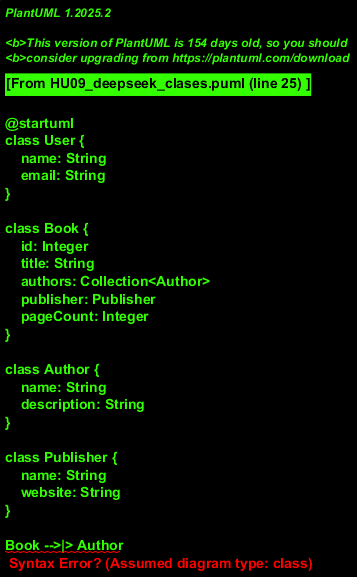 PlantUML 1.2025.2
<b>This version of PlantUML is 154 days old, so you should
<b>consider upgrading from https://plantuml.com/download
[From HU09_deepseek_clases.puml (line 25) ]
@startuml
class User {
name: String
email: String
}
class Book {
id: Integer
title: String
authors: Collection<Author>
publisher: Publisher
pageCount: Integer
}
class Author {
name: String
description: String
}
class Publisher {
name: String
website: String
}
Book -->|> Author
Syntax Error? (Assumed diagram type: class)